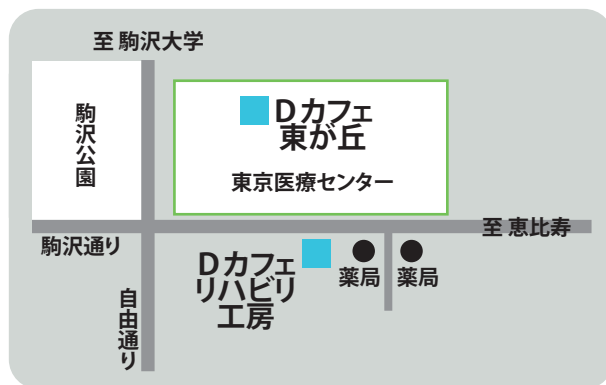 至 駒沢大学
駒沢公園
Dカフェ
東が丘
東京医療センター
至 恵比寿
駒沢通り
Dカフェ
リハビリ
工房
薬局
薬局
自由通り